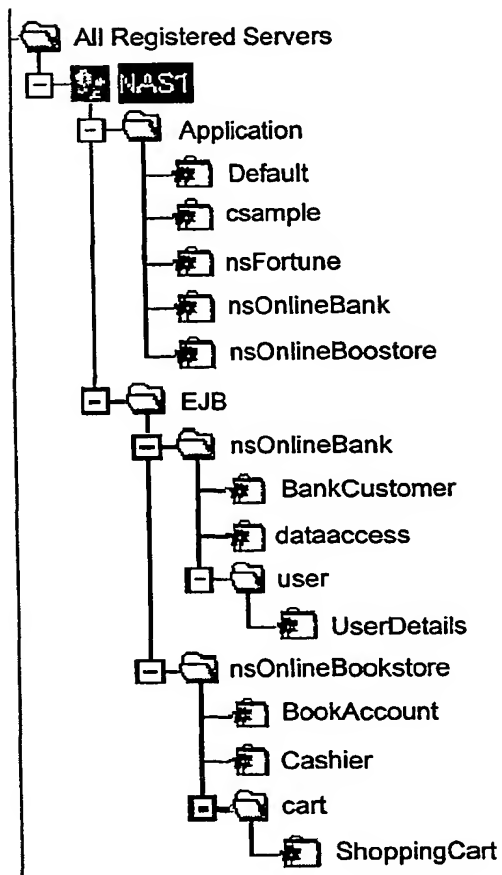 All Registered Servers
NAS1
Application
Default
csample
nsFortune
nsOnlineBank
nsOnlineBoostore
EJB
nsOnlineBank
BankCustomer
dataaccess
user
UserDetails
nsOnlineBookstore
BookAccount
Cashier
cart
ShoppingCart